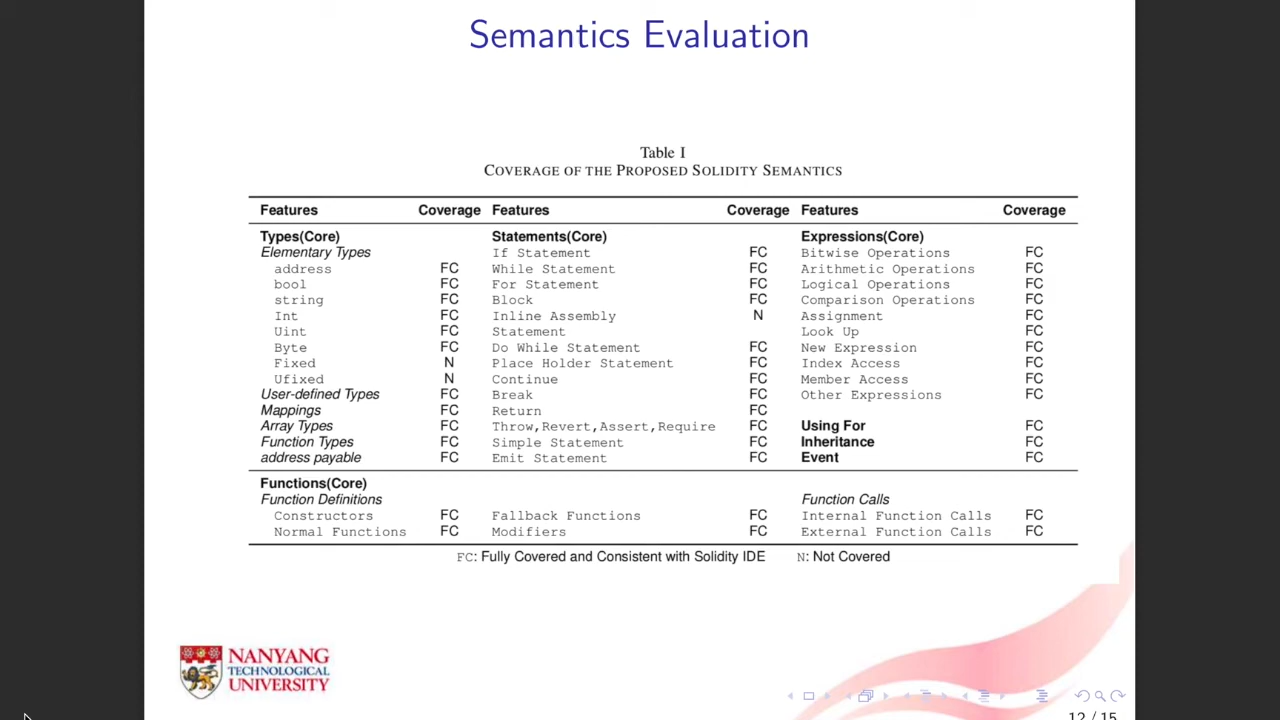 Semantics Evaluation
Table I
COVERAGE OF THE PROPOSED SOLIDITY SEMANTICS
Features Coverage Features Coverage Features Coverage
Types(Core) Statements(Core) Expressions(Core)
Elementary Types If Statement FC Bitwise Operations FC
address FC While Statement FC Arithmetic Operations FC
bool FC For Statement FC Logical Operations FC
string FC Block FC Comparison Operations FC
Int FC Inline Assembly N Assignment FC
Uint FC Statement Look Up FC
Byte FC Do While Statement FC New Expression FC
Fixed N Place Holder Statement FC Index Access FC
Ufixed N Continue FC Member Access FC
User-defined Types FC Break FC Other Expressions FC
Mappings FC Return FC
Array Types FC Throw,Revert,Assert,Require FC Using For FC
Function Types FC Simple Statement FC Inheritance FC
address payable FC Emit Statement FC Event FC
Functions(Core)
Function Definitions Function Calls
Constructors FC Fallback Functions FC Internal Function Calls FC
Normal Functions FC Modifiers FC External Function Calls FC
FC: Fully Covered and Consistent with Solidity IDE N: Not Covered
NANYANG
TECHNOLOGICAL
UNIVERSITY
12 / 15